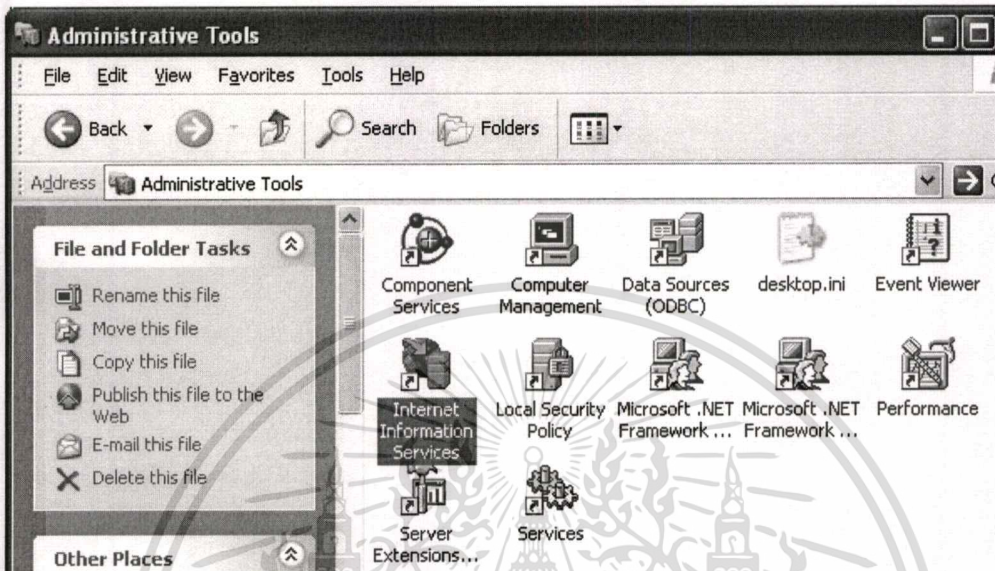 Administrative Tools
File Edit View Favorites Tools Help
Back Search Folders
Address Administrative Tools
File and Folder Tasks
Rename this file
Move this file
Copy this file
Publish this file to the
Web
E-mail this file
Delete this file
Other Places
Component
Services
Computer
Management
Data Sources
(ODBC)
desktop.ini
Event Viewer
Internet
Information
Services
Local Security
Policy
Microsoft .NET
Framework ...
Microsoft .NET
Framework ...
Performance
Server
Extensions...
Services